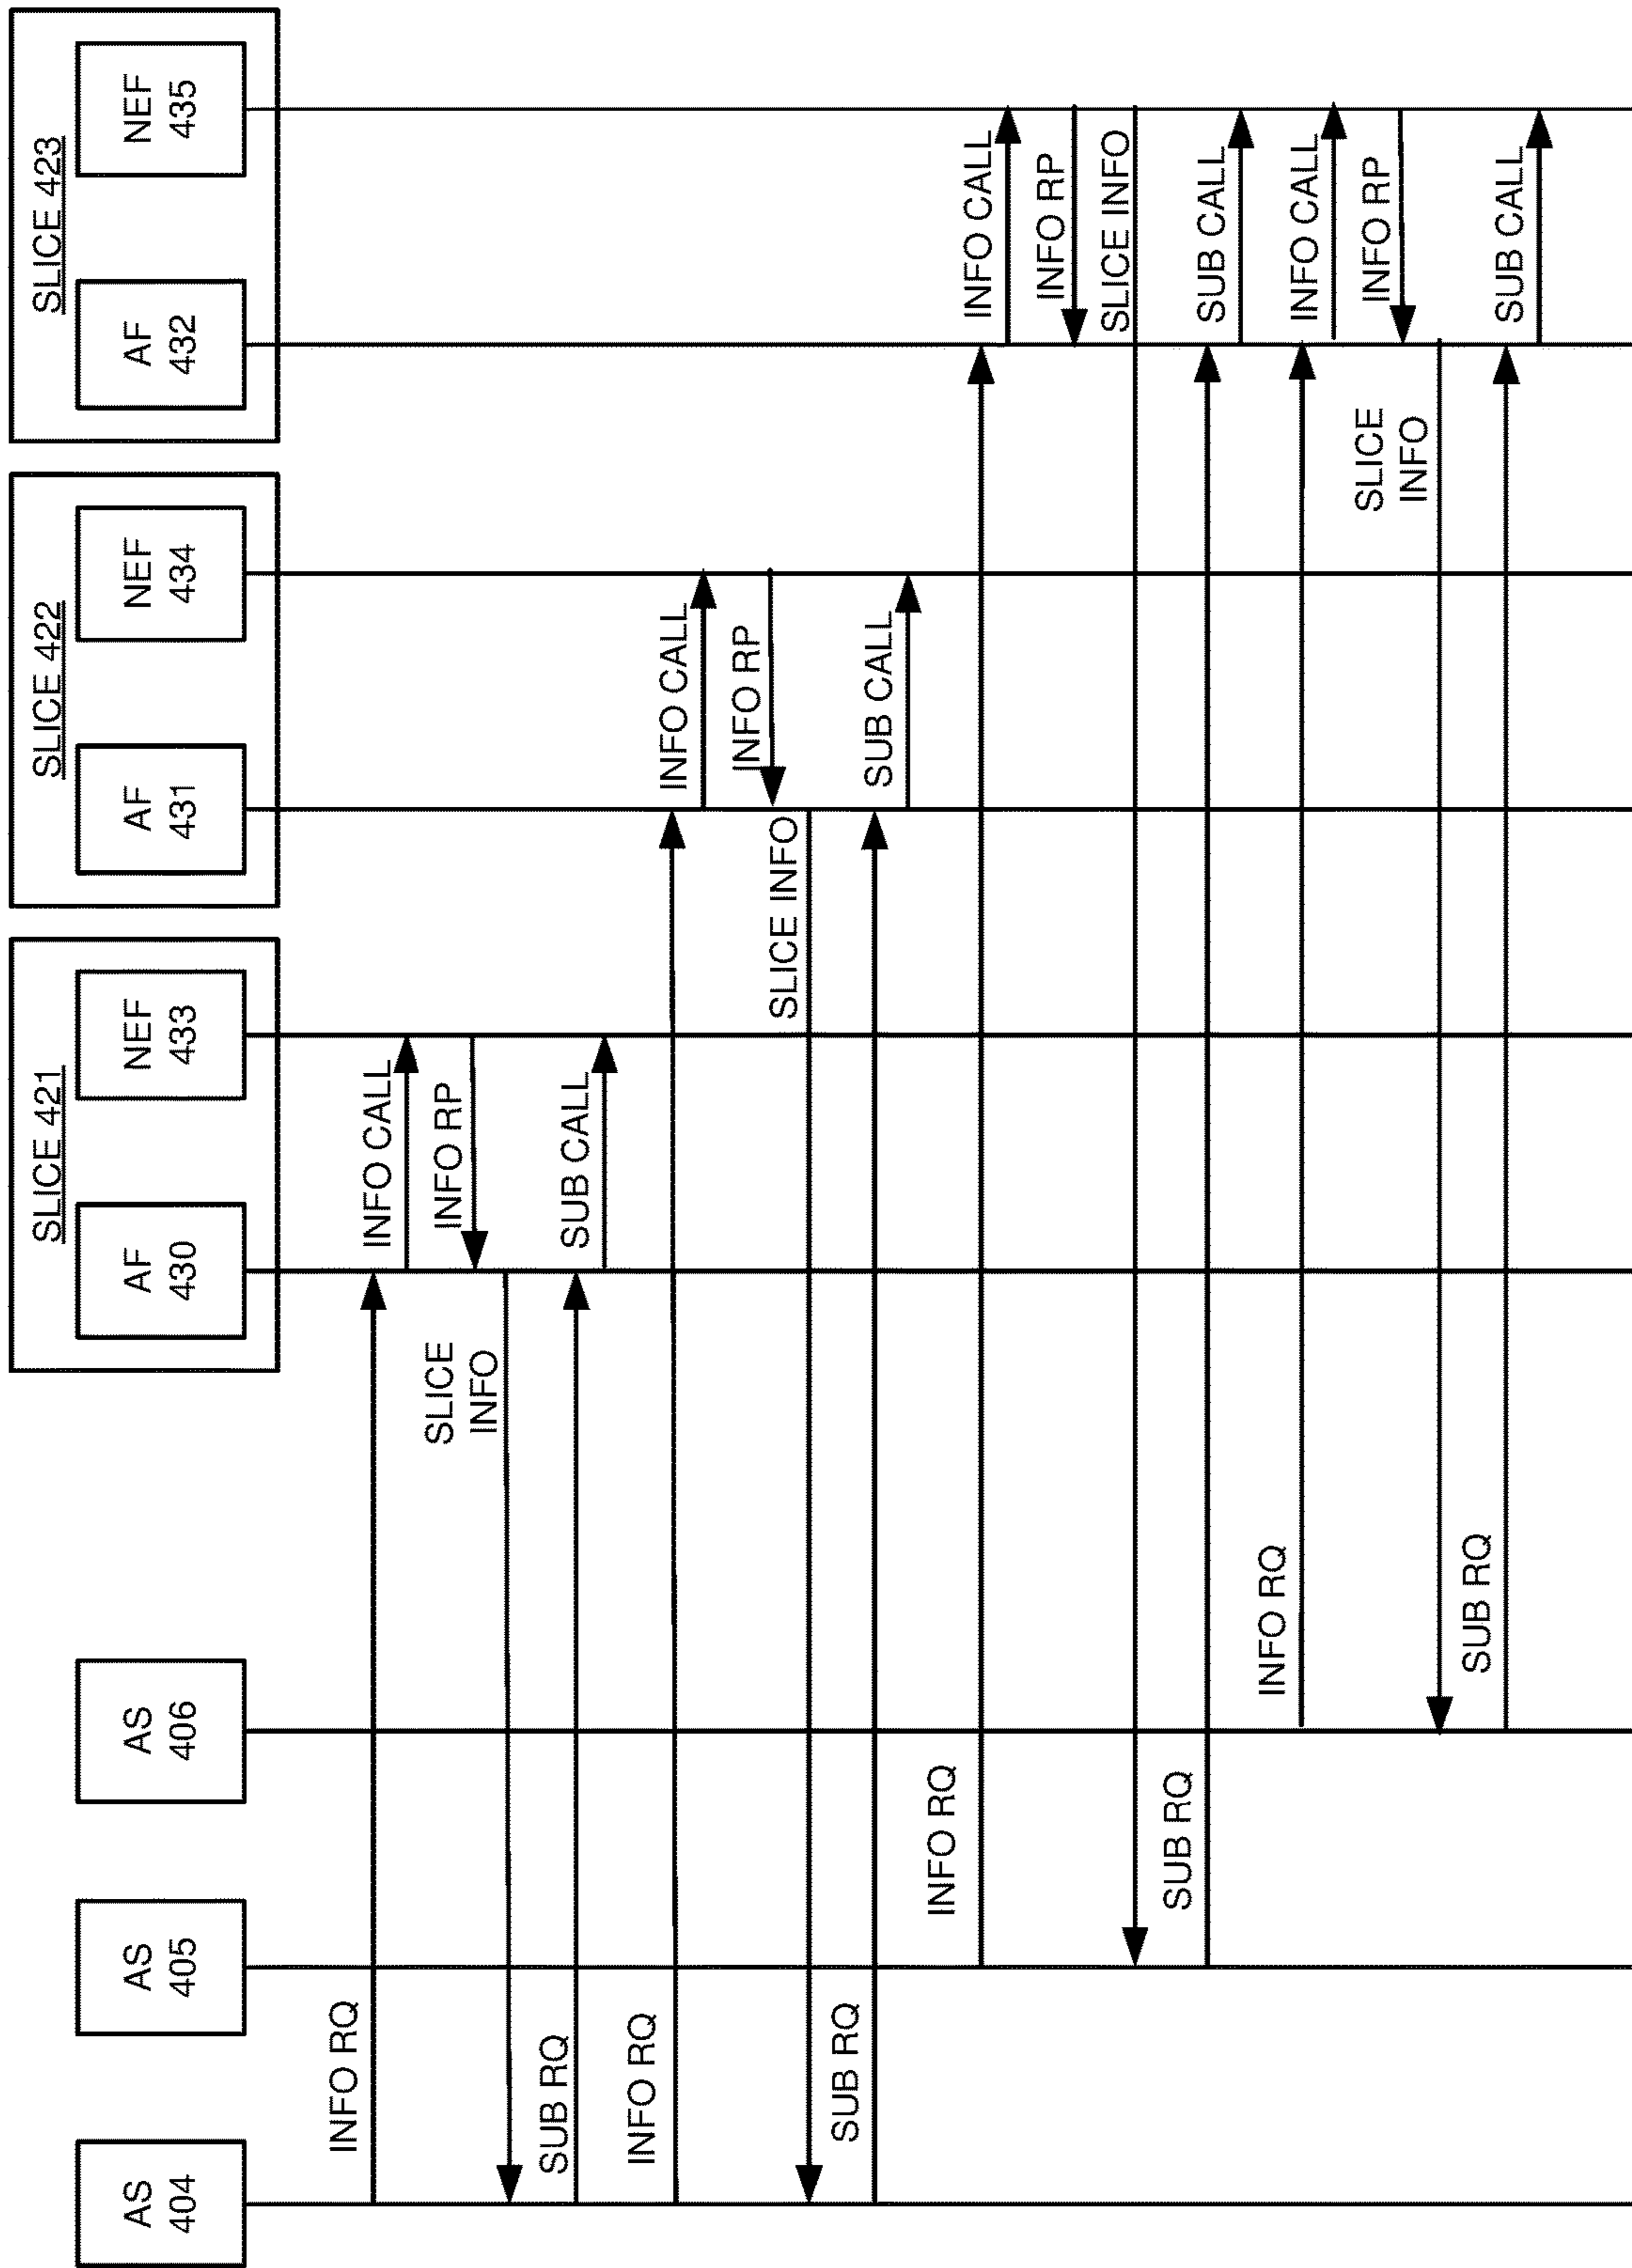 SLICE 421
SLICE 422
SLICE 423
AS
404
AS
405
AS
406
AF
430
NEF
433
AF
431
NEF
434
AF
432
NEF
435
INFO RQ
INFO CALL
INFO RP
SLICE
INFO
SUB RQ
SUB CALL
INFO RQ
INFO CALL
INFO RP
SLICE INFO
SUB RQ
SUB CALL
INFO RQ
INFO CALL
INFO RP
SLICE INFO
SUB RQ
SUB CALL
INFO RQ
INFO CALL
INFO RP
SLICE
INFO
SUB RQ
SUB CALL